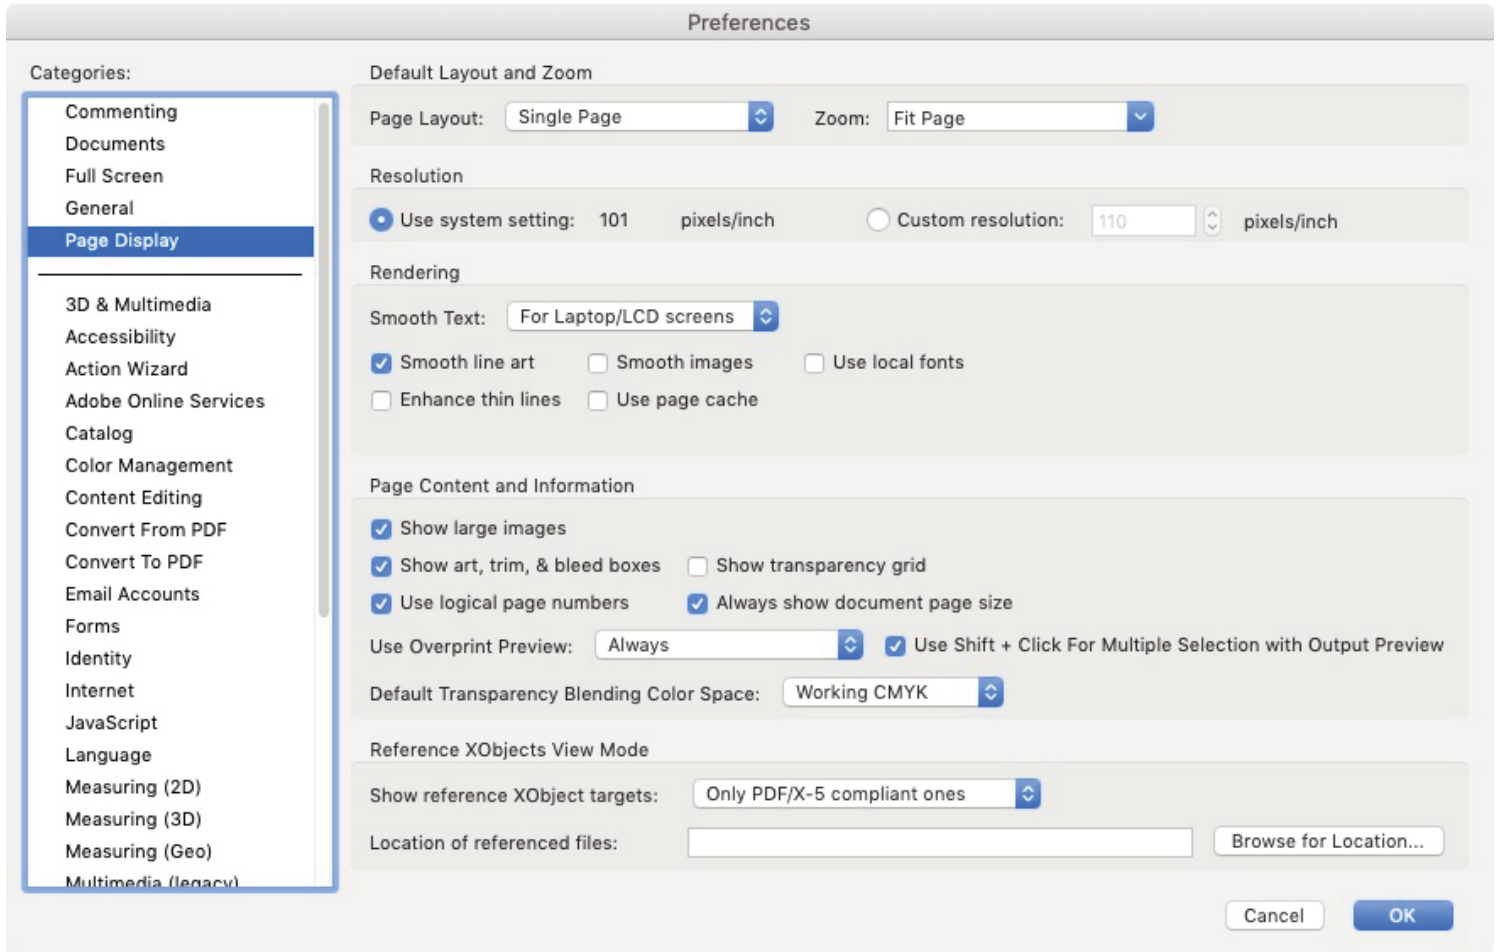 Preferences
Categories:
Commenting
Documents
Full Screen
General
Page Display
3D & Multimedia
Accessibility
Action Wizard
Adobe Online Services
Catalog
Color Management
Content Editing
Convert From PDF
Convert To PDF
Email Accounts
Forms
Identity
Internet
JavaScript
Language
Measuring (2D)
Measuring (3D)
Measuring (Geo)
Multimedia (legacy)
Default Layout and Zoom
Page Layout: Single Page Zoom: Fit Page
Resolution
Use system setting: 101 pixels/inch Custom resolution: 110 pixels/inch
Rendering
Smooth Text: For Laptop/LCD screens
Smooth line art Smooth images Use local fonts
Enhance thin lines Use page cache
Page Content and Information
Show large images
Show art, trim, & bleed boxes Show transparency grid
Use logical page numbers Always show document page size
Use Overprint Preview: Always Use Shift + Click For Multiple Selection with Output Preview
Default Transparency Blending Color Space: Working CMYK
Reference XObjects View Mode
Show reference XObject targets: Only PDF/X-5 compliant ones
Location of referenced files: Browse for Location...
Cancel OK